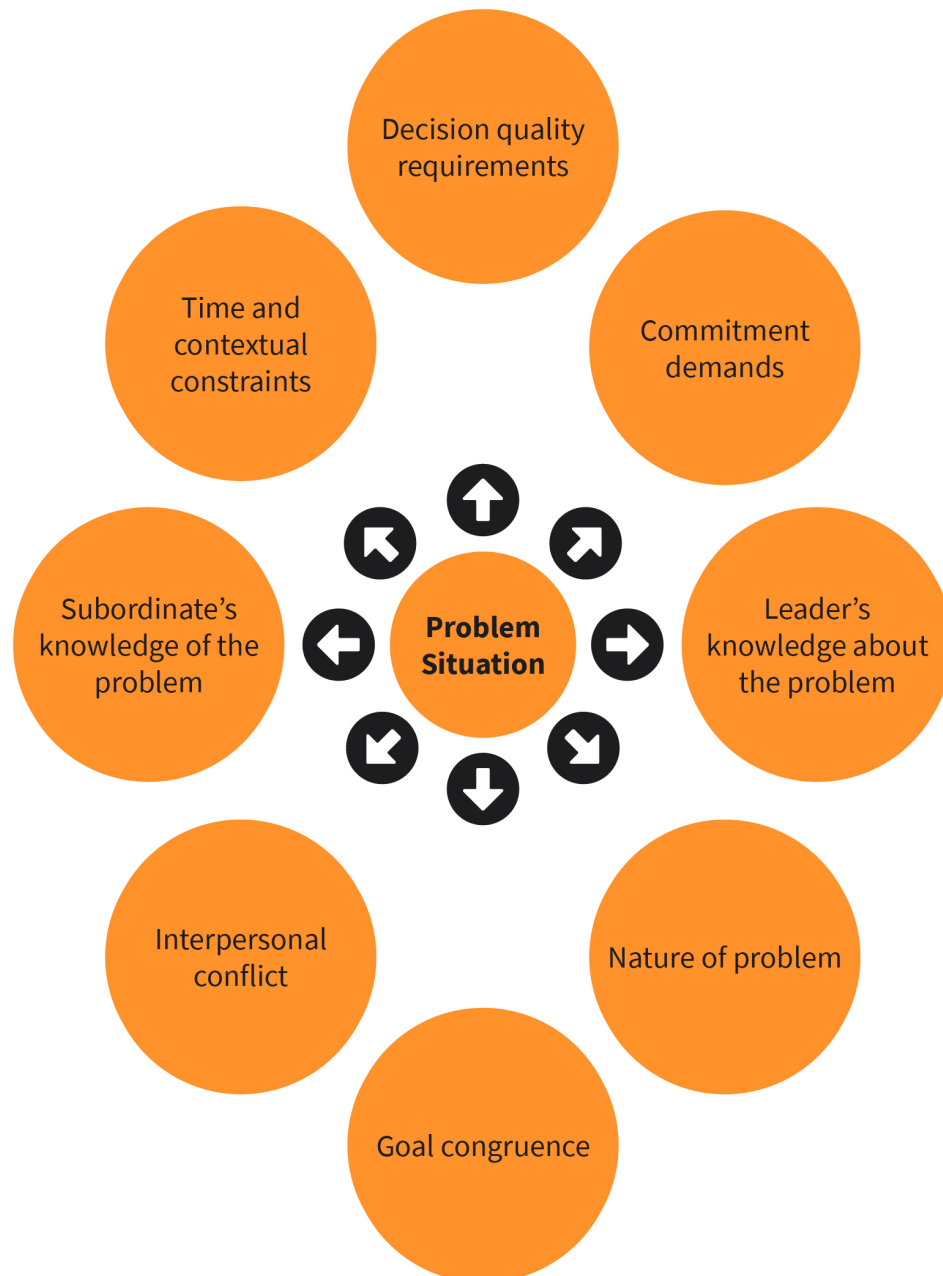 Decision quality
requirements
Time and
contextual
constraints
Commitment
demands
Subordinate’s
knowledge of the
problem
Problem
Situation
Leader’s
knowledge about
the problem
Interpersonal
conflict
Nature of problem
Goal congruence